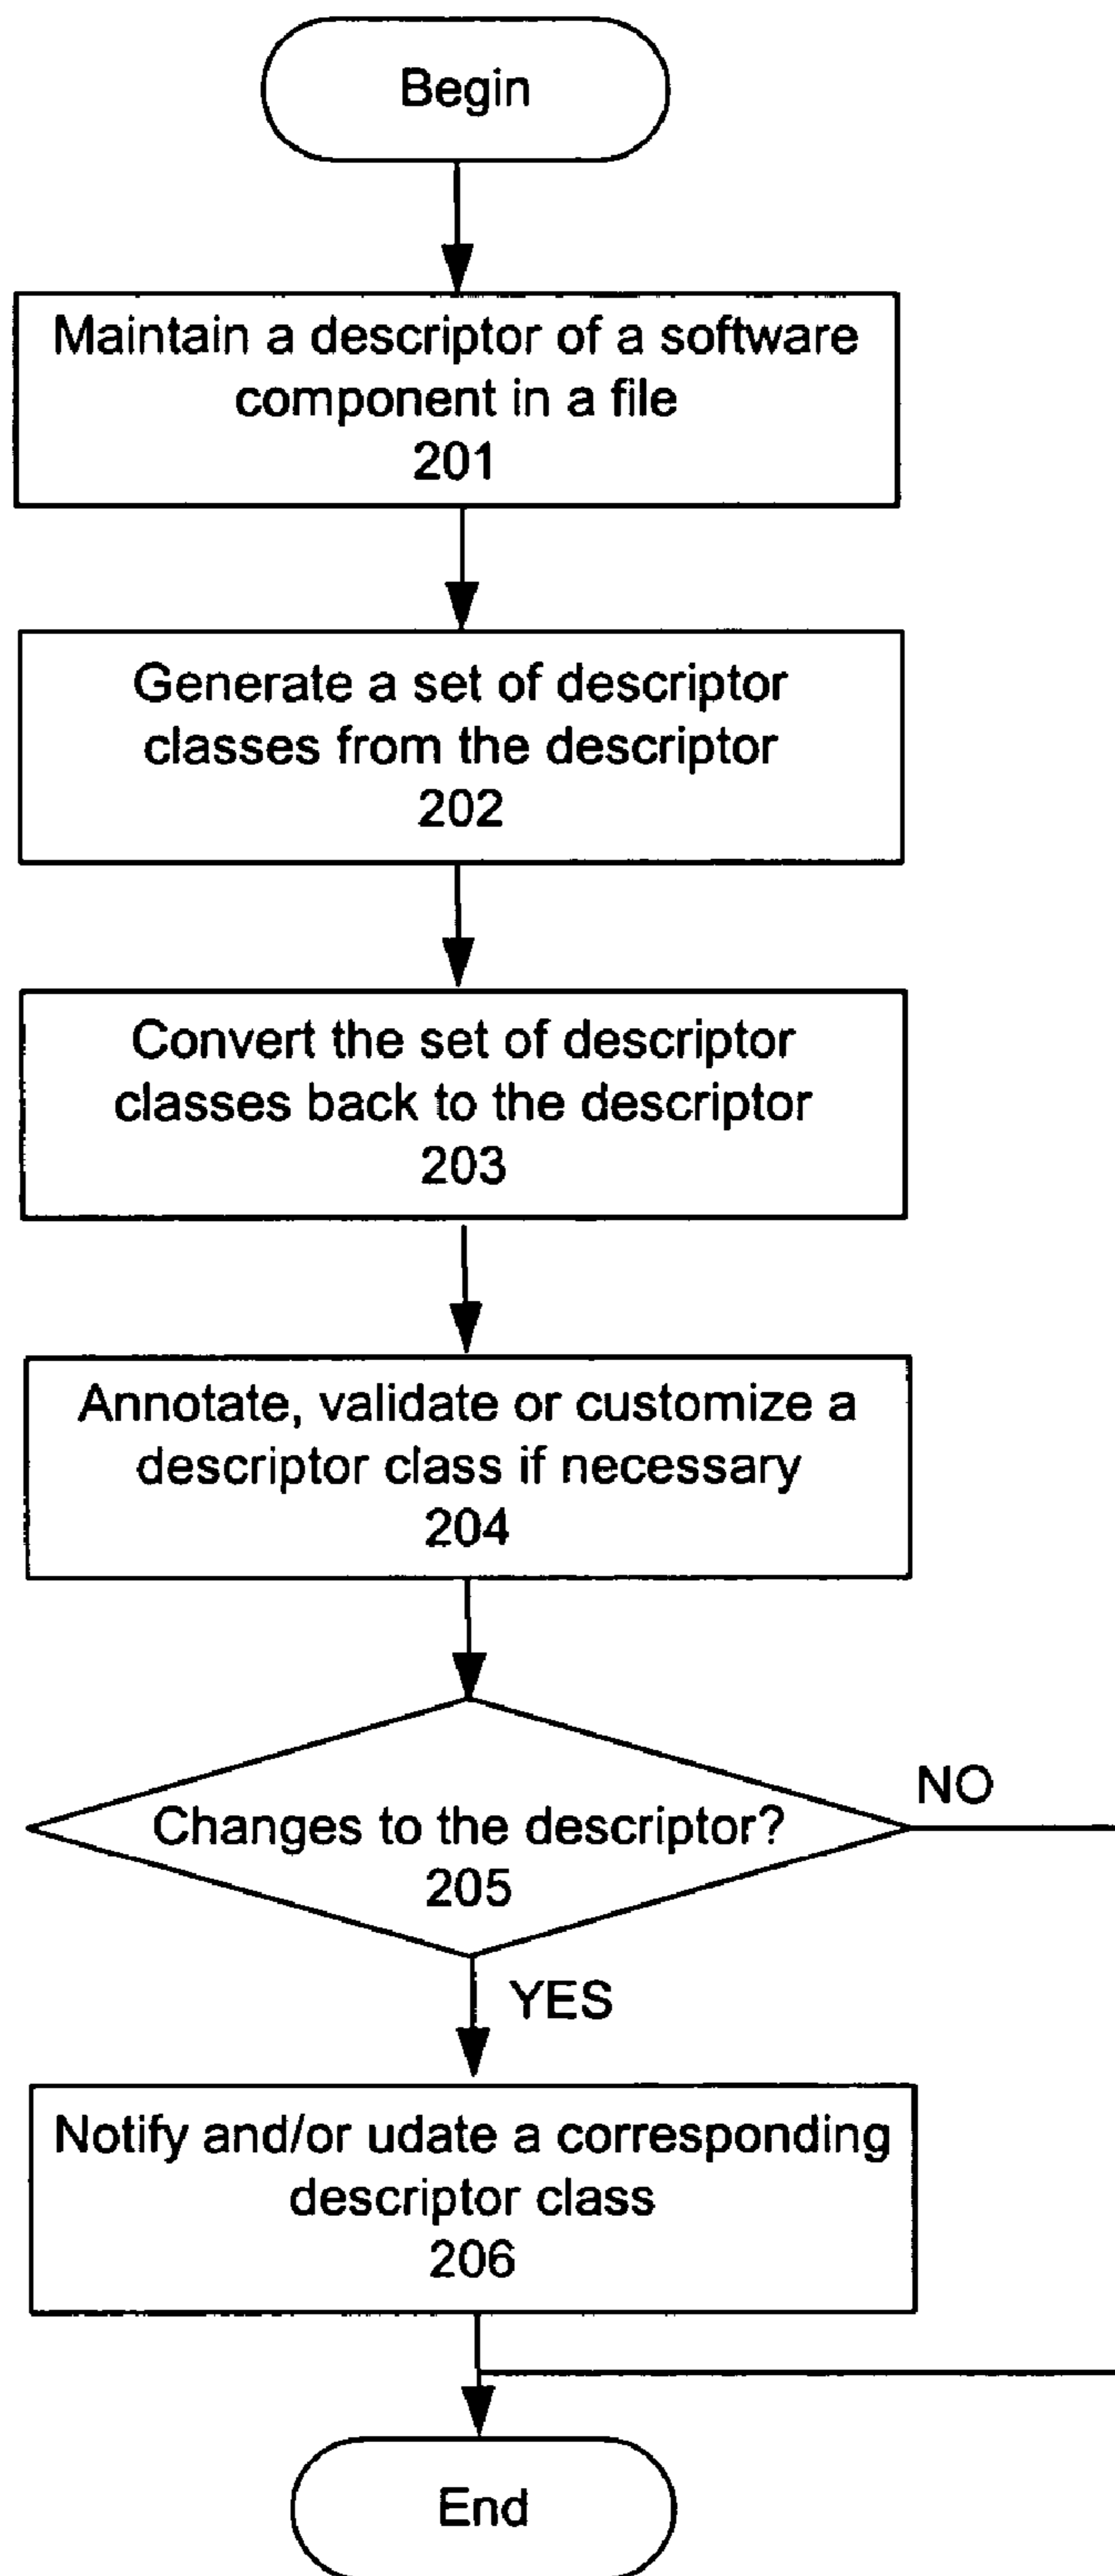 Begin
Maintain a descriptor of a software
component in a file
201
Generate a set of descriptor
classes from the descriptor
202
Convert the set of descriptor
classes back to the descriptor
203
Annotate, validate or customize a
descriptor class if necessary
204
Changes to the descriptor?
205
NO
YES
Notify and/or udate a corresponding
descriptor class
206
End